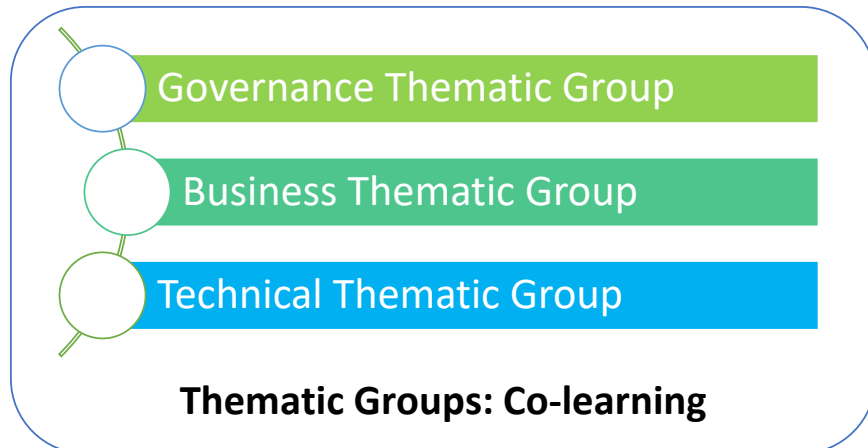 Governance Thematic Group
Business Thematic Group
Technical Thematic Group
Thematic Groups: Co-learning